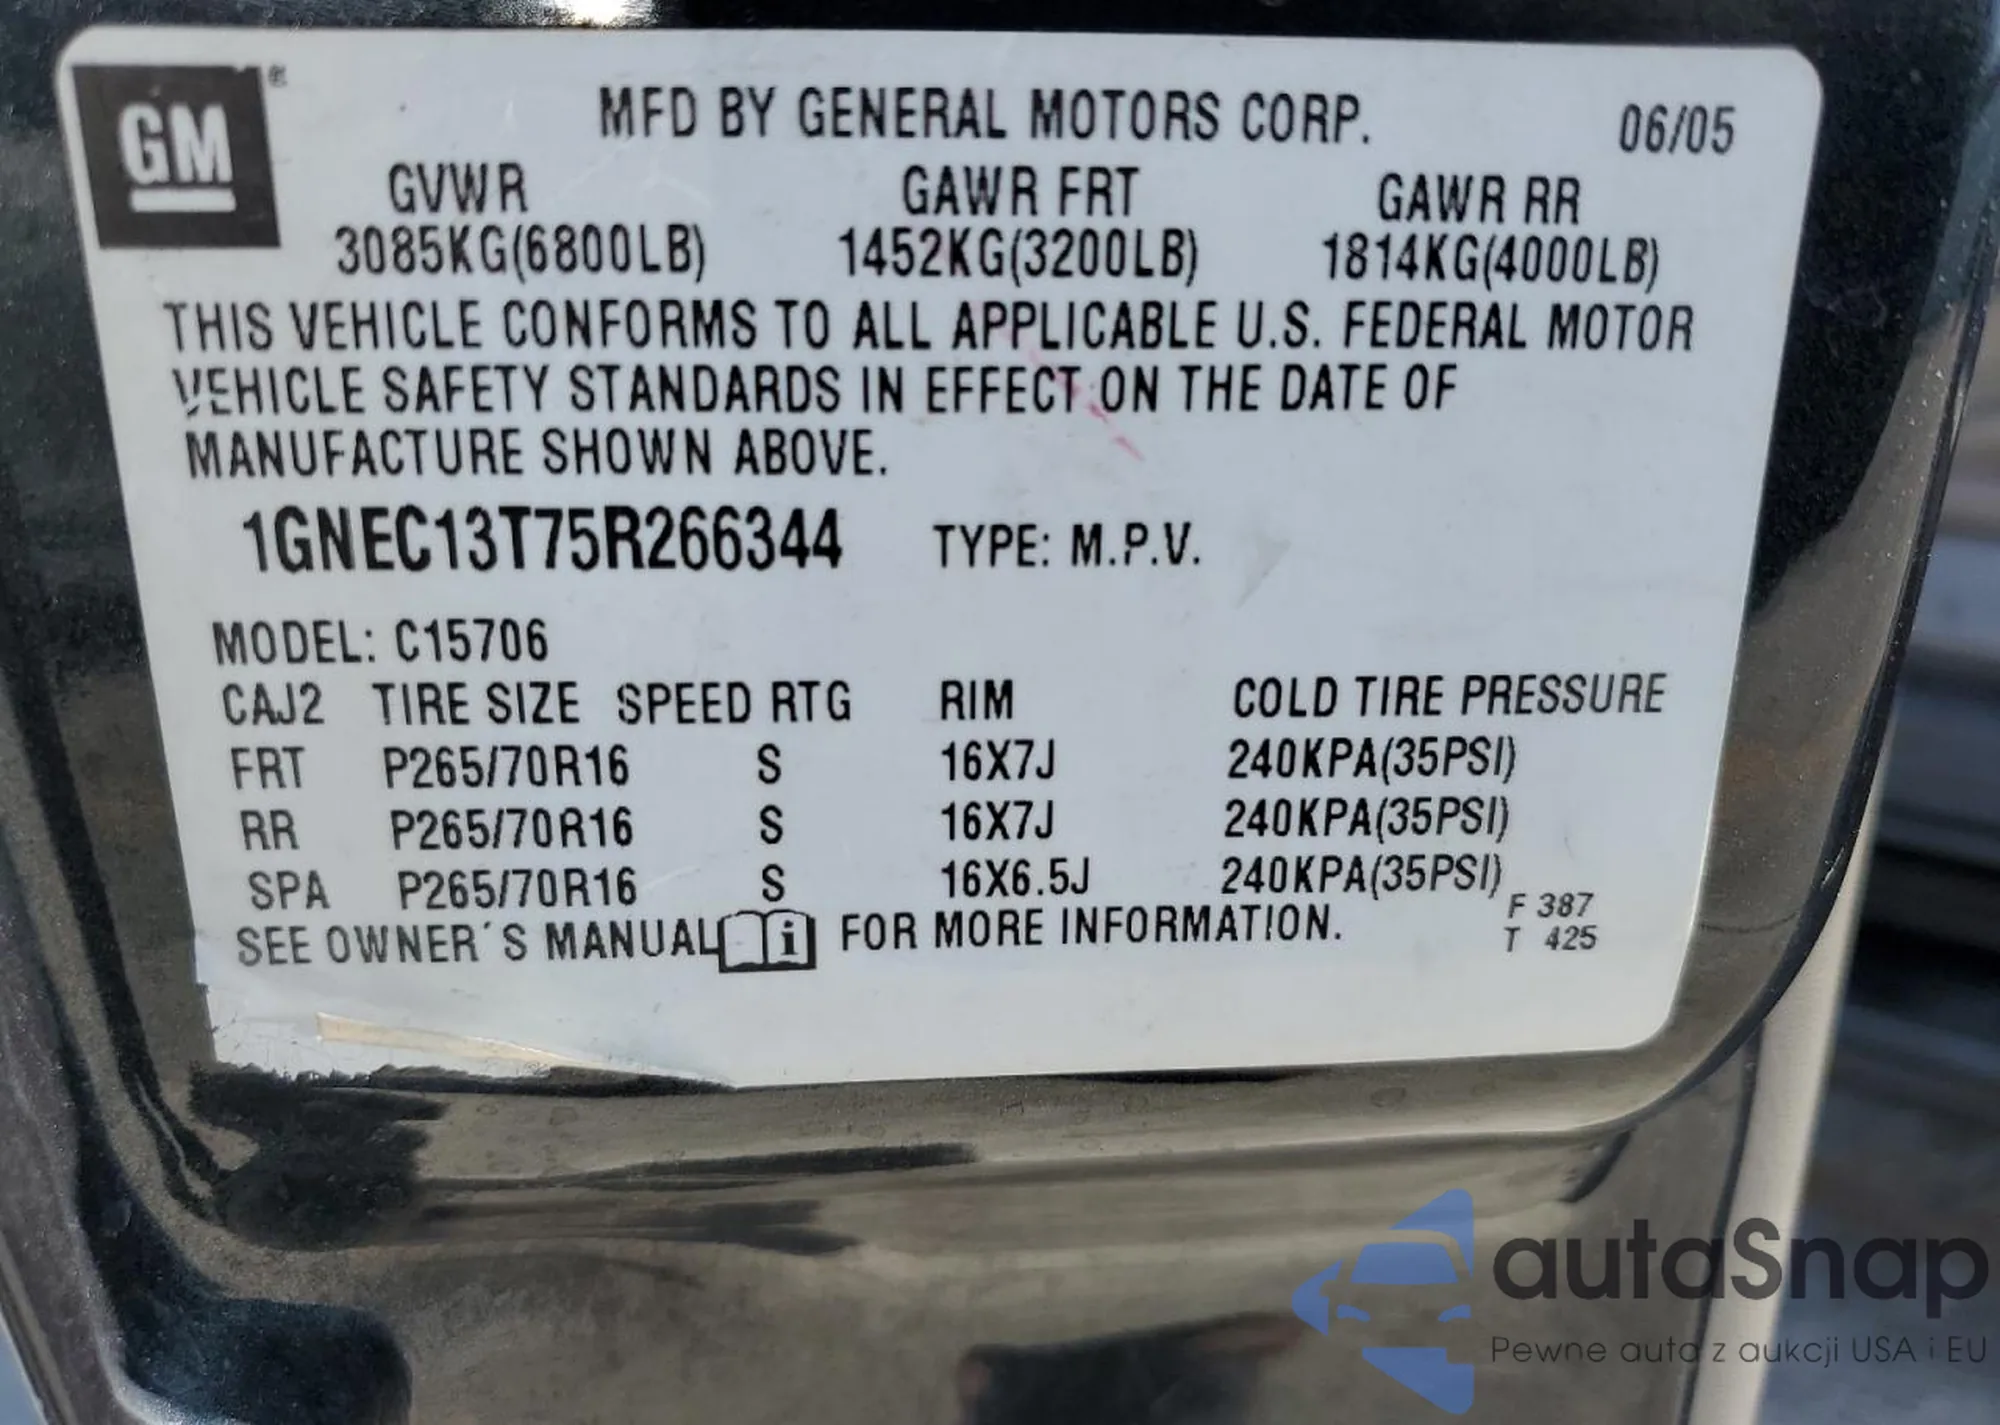 GM®
MFD BY GENERAL MOTORS CORP. 06/05
GVWR GAWR FRT GAWR RR
3085KG(6800LB) 1452KG(3200LB) 1814KG(4000LB)
THIS VEHICLE CONFORMS TO ALL APPLICABLE U.S. FEDERAL MOTOR
VEHICLE SAFETY STANDARDS IN EFFECT ON THE DATE OF
MANUFACTURE SHOWN ABOVE.
1GNEC13T75R266344 TYPE: M.P.V.
MODEL: C15706
CAJ2 TIRE SIZE SPEED RTG RIM COLD TIRE PRESSURE
FRT P265/70R16 S 16X7J 240KPA(35PSI)
RR P265/70R16 S 16X7J 240KPA(35PSI)
SPA P265/70R16 S 16X6.5J 240KPA(35PSI)
SEE OWNER´S MANUAL i FOR MORE INFORMATION.
F 387
T 425
autaSnap
Pewne auta z aukcji USA i EU